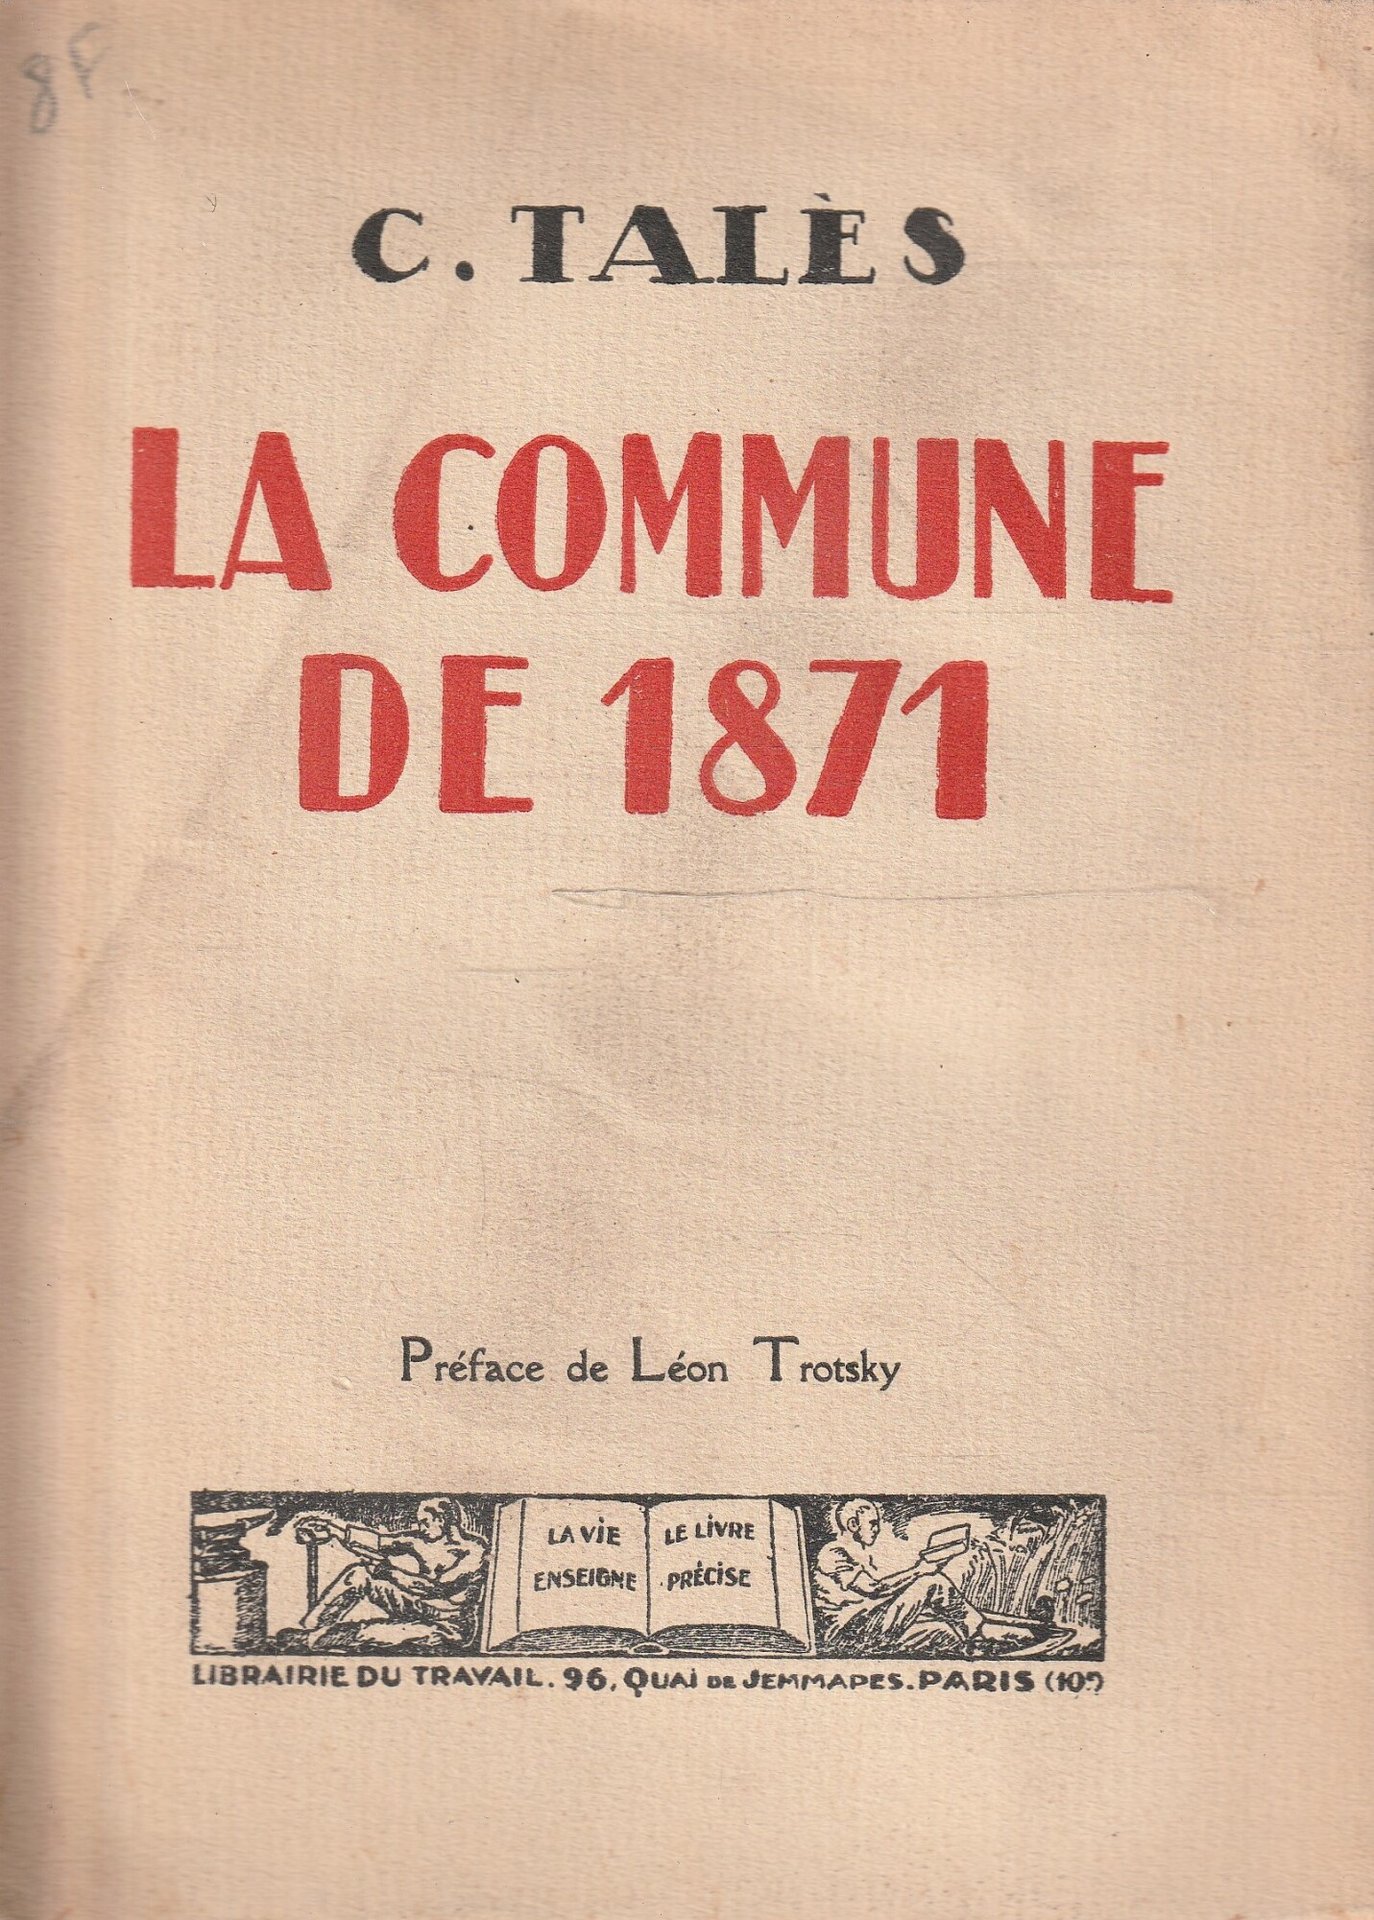 8F
C. TALÈS
LA COMMUNE
DE 1871
Préface de Léon Trotsky
LA VIE
ENSEIGNE
LE LIVRE
PRÉCISE
LIBRAIRIE DU TRAVAIL. 96, QUAI DE JEMMAPES. PARIS (10e)